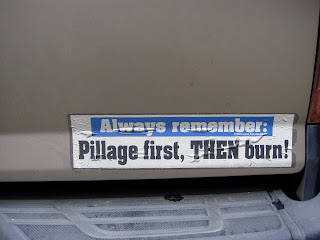 Always remember:
Pillage first, THEN burn!